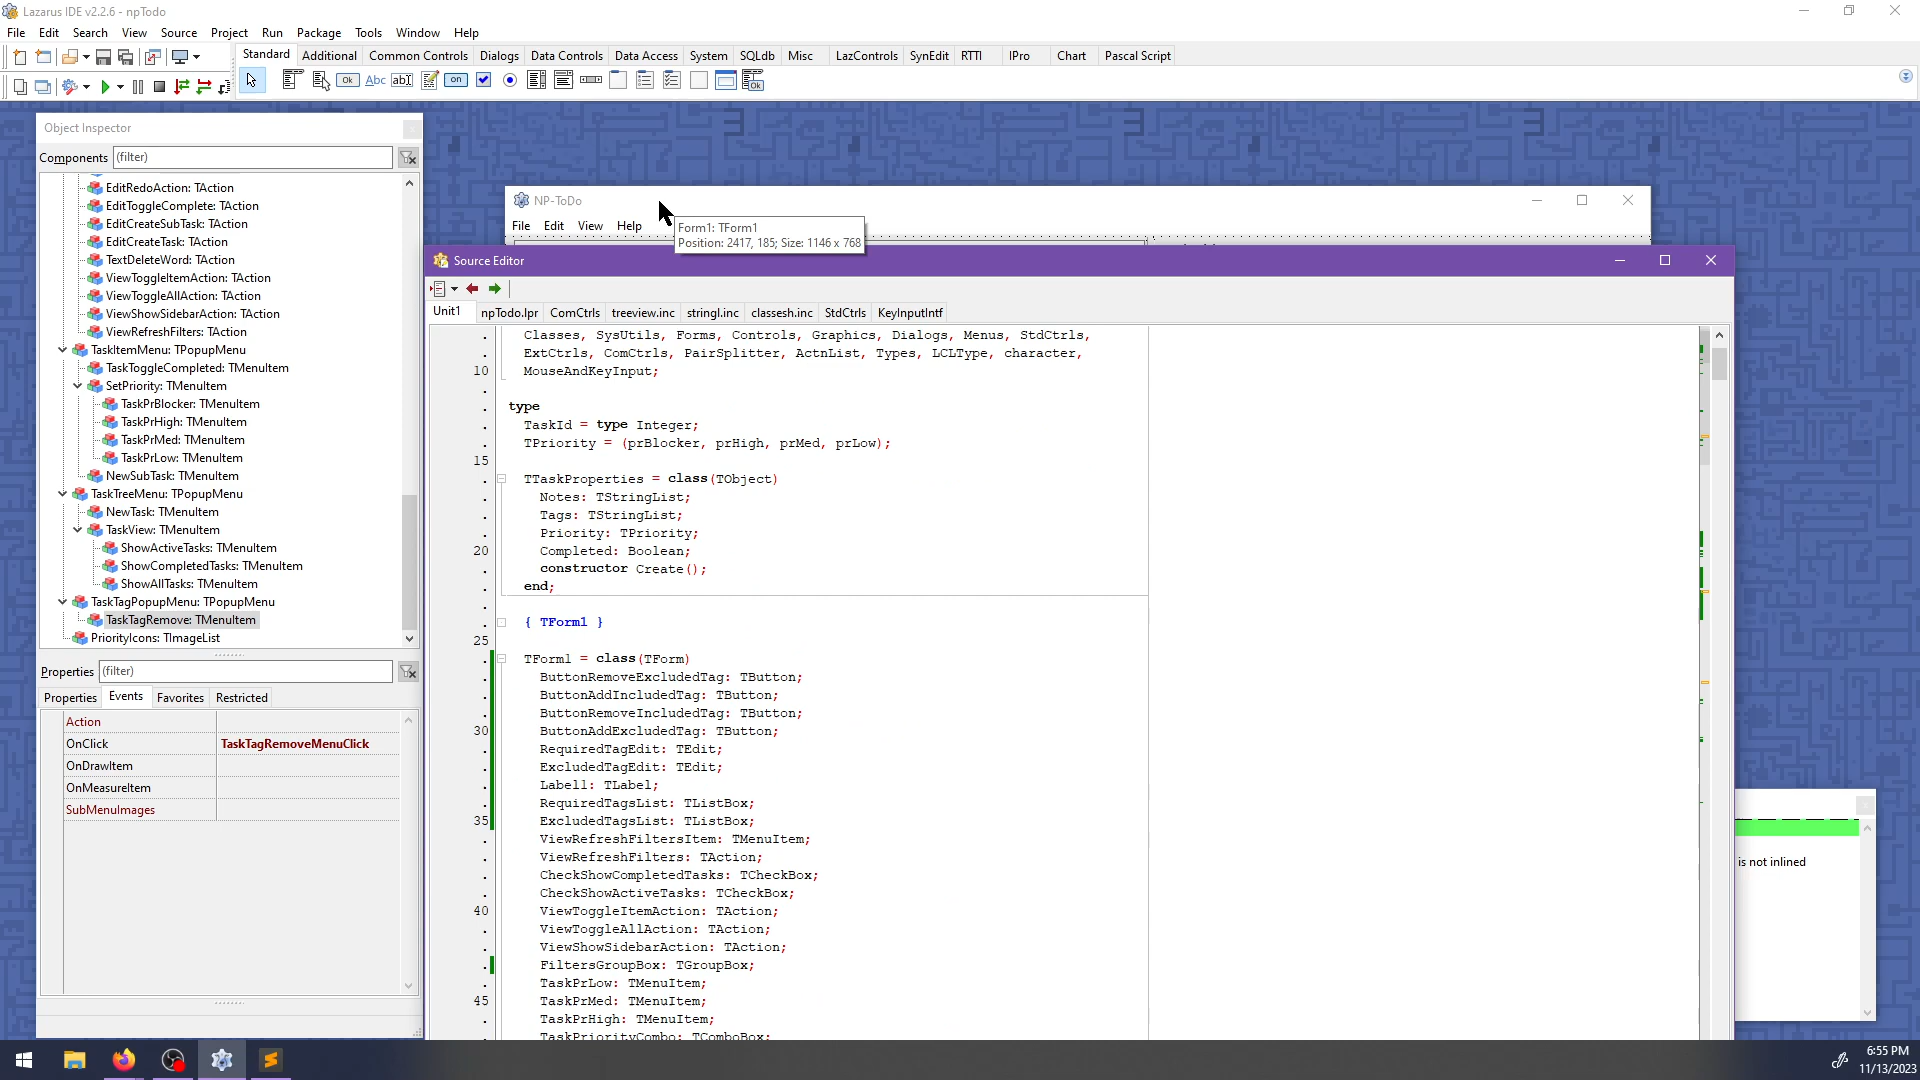 Lazarus IDE v2.2.6 - npTodo
File Edit Search View Source Project Run Package Tools Window Help
Standard Additional Common Controls Dialogs Data Controls Data Access System SQLdb Misc LazControls SynEdit RTTI IPro Chart Pascal Script
Ok Abc abI on Ok
Object Inspector
Components (filter)
EditRedoAction: TAction
EditToggleComplete: TAction
EditCreateSubTask: TAction
EditCreateTask: TAction
TextDeleteWord: TAction
ViewToggleItemAction: TAction
ViewToggleAllAction: TAction
ViewShowSidebarAction: TAction
ViewRefreshFilters: TAction
TaskItemMenu: TPopupMenu
TaskToggleCompleted: TMenuItem
SetPriority: TMenuItem
TaskPrBlocker: TMenuItem
TaskPrHigh: TMenuItem
TaskPrMed: TMenuItem
TaskPrLow: TMenuItem
NewSubTask: TMenuItem
TaskTreeMenu: TPopupMenu
NewTask: TMenuItem
TaskView: TMenuItem
ShowActiveTasks: TMenuItem
ShowCompletedTasks: TMenuItem
ShowAllTasks: TMenuItem
TaskTagPopupMenu: TPopupMenu
TaskTagRemove: TMenuItem
PriorityIcons: TImageList
Properties (filter)
Properties Events Favorites Restricted
Action
OnClick TaskTagRemoveMenuClick
OnDrawItem
OnMeasureItem
SubMenuImages
NP-ToDo
File Edit View Help
Form1: TForm1
Position: 2417, 185; Size: 1146 x 768
Source Editor
Unit1 npTodo.lpr ComCtrls treeview.inc stringl.inc classesh.inc StdCtrls KeyInputIntf
Classes, SysUtils, Forms, Controls, Graphics, Dialogs, Menus, StdCtrls,
ExtCtrls, ComCtrls, PairSplitter, ActnList, Types, LCLType, character,
10 MouseAndKeyInput;
type
TaskId = type Integer;
TPriority = (prBlocker, prHigh, prMed, prLow);
15
TTaskProperties = class(TObject)
Notes: TStringList;
Tags: TStringList;
Priority: TPriority;
20 Completed: Boolean;
constructor Create();
end;
{ TForm1 }
25
TForm1 = class(TForm)
ButtonRemoveExcludedTag: TButton;
ButtonAddIncludedTag: TButton;
ButtonRemoveIncludedTag: TButton;
30 ButtonAddExcludedTag: TButton;
RequiredTagEdit: TEdit;
ExcludedTagEdit: TEdit;
Label1: TLabel;
RequiredTagsList: TListBox;
35 ExcludedTagsList: TListBox;
ViewRefreshFiltersItem: TMenuItem;
ViewRefreshFilters: TAction;
CheckShowCompletedTasks: TCheckBox;
CheckShowActiveTasks: TCheckBox;
40 ViewToggleItemAction: TAction;
ViewToggleAllAction: TAction;
ViewShowSidebarAction: TAction;
FiltersGroupBox: TGroupBox;
TaskPrLow: TMenuItem;
45 TaskPrMed: TMenuItem;
TaskPrHigh: TMenuItem;
TaskPriorityCombo: TComboBox;
is not inlined
6:55 PM
11/13/2023